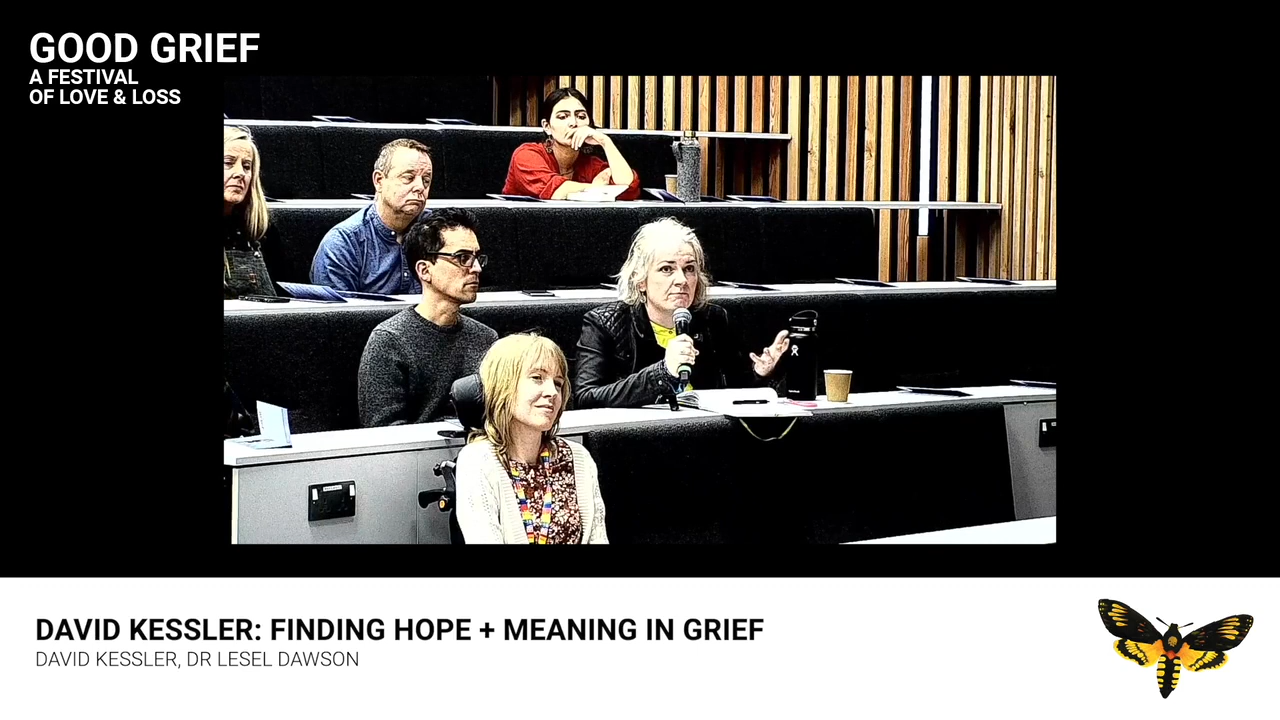 GOOD GRIEF
A FESTIVAL
OF LOVE & LOSS
DAVID KESSLER: FINDING HOPE + MEANING IN GRIEF
DAVID KESSLER, DR LESEL DAWSON